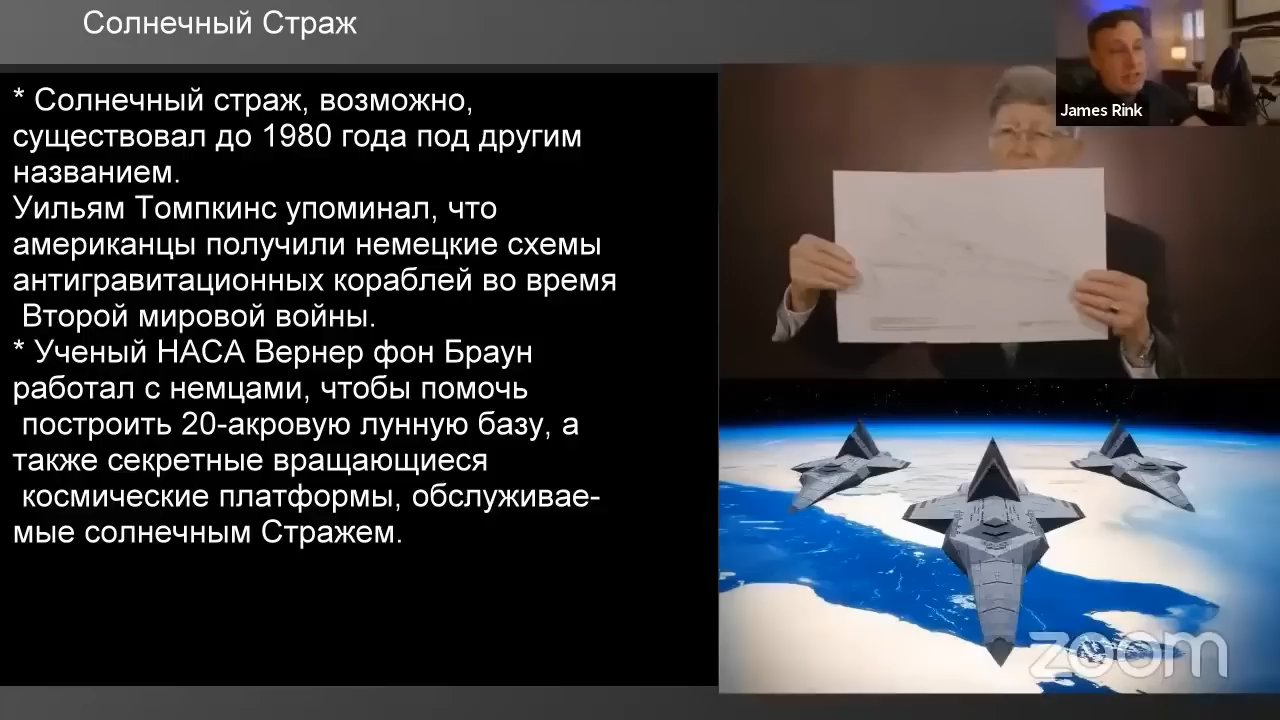 Солнечный Страж
James Rink
* Солнечный страж, возможно,
существовал до 1980 года под другим
названием.
Уильям Томпкинс упоминал, что
американцы получили немецкие схемы
антигравитационных кораблей во время
Второй мировой войны.
* Ученый НАСА Вернер фон Браун
работал с немцами, чтобы помочь
построить 20-акровую лунную базу, а
также секретные вращающиеся
космические платформы, обслуживае-
мые солнечным Стражем.
zoom